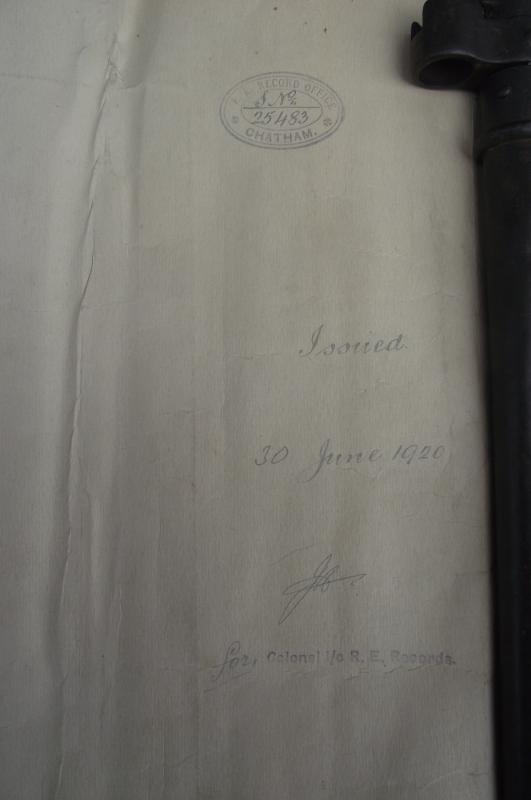 R.E. RECORD OFFICE
S. No.
25483
CHATHAM.
Issued
30 June 1920
for, Colonel i/c R. E. Records.